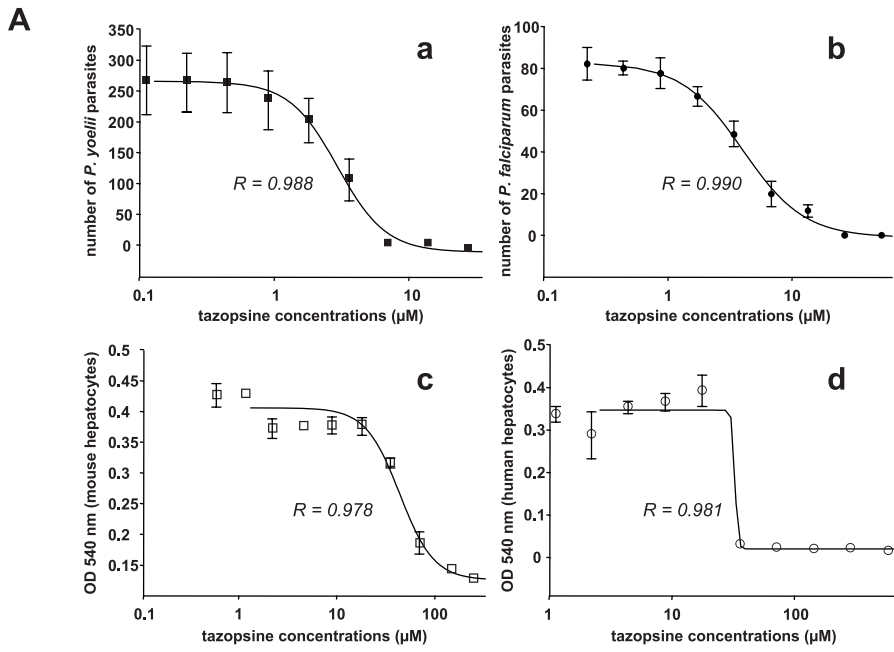 A
a
number of P. yoelii parasites
350
300
250
200
150
100
50
0
R = 0.988
0.1 1 10
tazopsine concentrations (µM)
b
number of P. falciparum parasites
100
80
60
40
20
0
R = 0.990
0.1 1 10
tazopsine concentrations (µM)
c
OD 540 nm (mouse hepatocytes)
0.5
0.45
0.4
0.35
0.3
0.25
0.2
0.15
R = 0.978
0.1 1 10 100
tazopsine concentrations (µM)
d
OD 540 nm (human hepatocytes)
0.5
0.4
0.3
0.2
0.1
0
R = 0.981
1 10 100
tazopsine concentrations (µM)